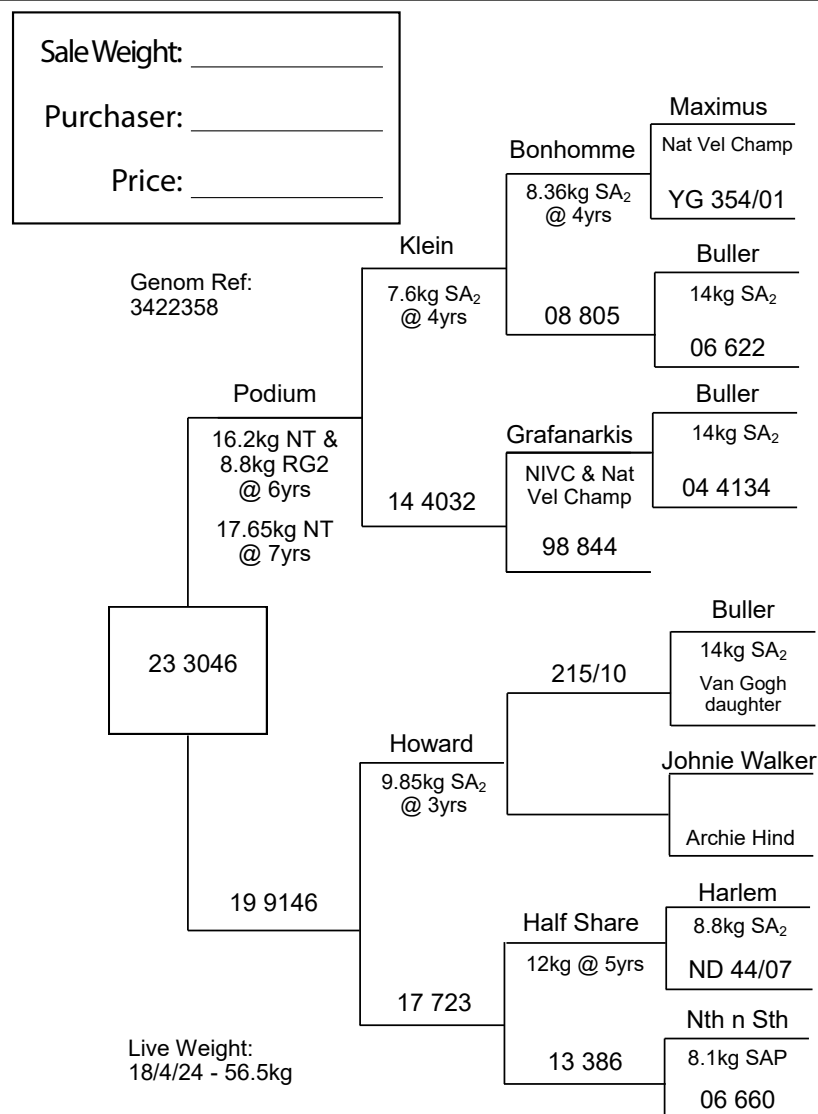 Sale Weight:
Purchaser:
Price:
Genom Ref:
3422358
Maximus
Nat Vel Champ
YG 354/01
Bonhomme
8.36kg SA₂
@ 4yrs
Klein
7.6kg SA₂
@ 4yrs
08 805
Buller
14kg SA₂
06 622
Podium
16.2kg NT &
8.8kg RG2
@ 6yrs
17.65kg NT
@ 7yrs
14 4032
Grafanarkis
NIVC & Nat
Vel Champ
98 844
Buller
14kg SA₂
04 4134
23 3046
Howard
9.85kg SA₂
@ 3yrs
215/10
Buller
14kg SA₂
Van Gogh
daughter
Johnie Walker
Archie Hind
19 9146
17 723
Half Share
12kg @ 5yrs
Harlem
8.8kg SA₂
ND 44/07
13 386
Nth n Sth
8.1kg SAP
06 660
Live Weight:
18/4/24 - 56.5kg